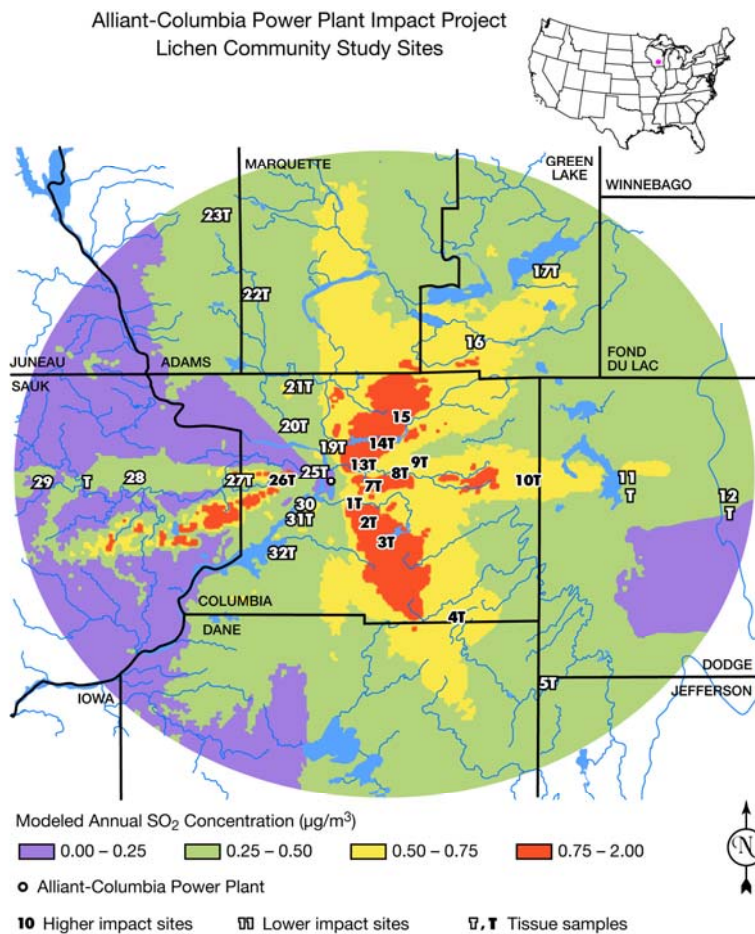 Alliant-Columbia Power Plant Impact Project
Lichen Community Study Sites
MARQUETTE
GREEN
LAKE
WINNEBAGO
23T
17T
22T
16
JUNEAU
ADAMS
FOND
DU LAC
SAUK
21T
15
20T
19T
14T
13T
9T
29
T
28
27T
26T
25T
8T
10T
11
T
7T
12
T
30
1T
31T
2T
3T
32T
COLUMBIA
4T
DANE
5T
DODGE
IOWA
JEFFERSON
Modeled Annual SO₂ Concentration (µg/m³)
0.00 – 0.25
0.25 – 0.50
0.50 – 0.75
0.75 – 2.00
N
Alliant-Columbia Power Plant
10 Higher impact sites
11 Lower impact sites
T, T Tissue samples